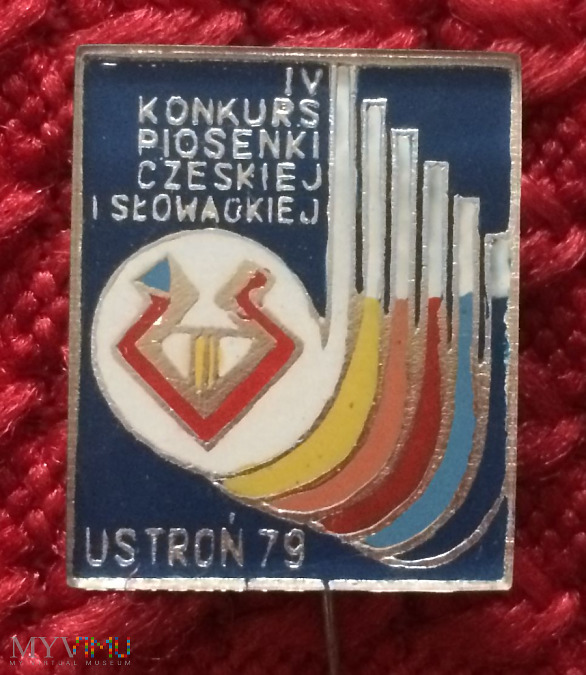 IV
KONKURS
PIOSENKI
CZESKIEJ
I SŁOWACKIEJ
USTROŃ 79
MYVIMU
MY VIRTUAL MUSEUM